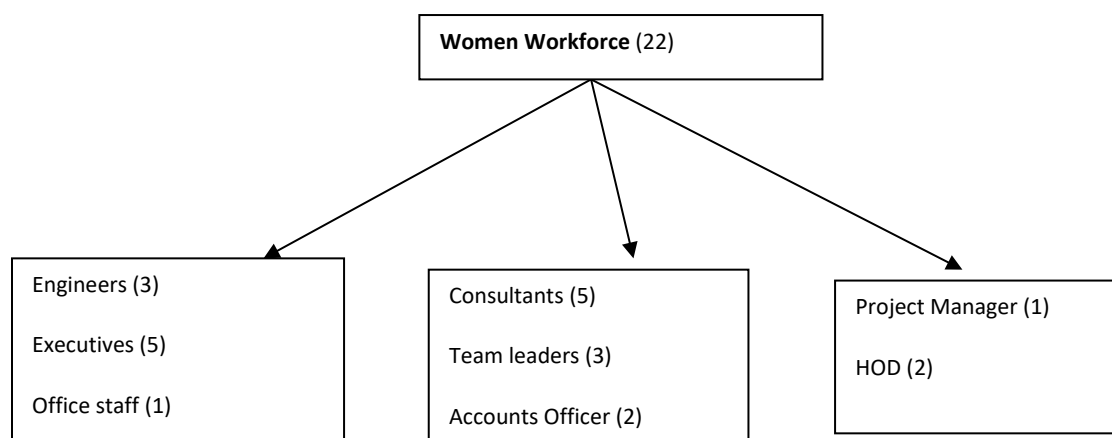 Women Workforce (22)
Engineers (3)
Executives (5)
Office staff (1)
Consultants (5)
Team leaders (3)
Accounts Officer (2)
Project Manager (1)
HOD (2)